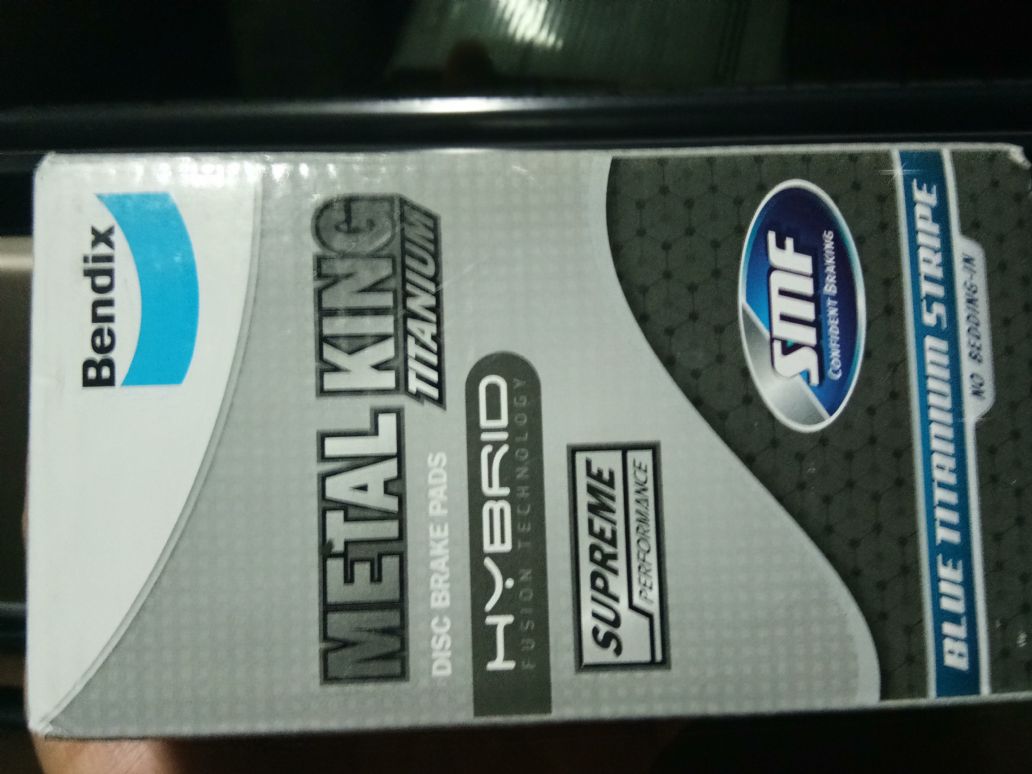 Bendix
METAL KING
TITANIUM
DISC BRAKE PADS
HYBRID
FUSION TECHNOLOGY
SUPREME
PERFORMANCE
SMF
CONFIDENT BRAKING
BLUE TITANIUM STRIPE
NO BEDDING-IN